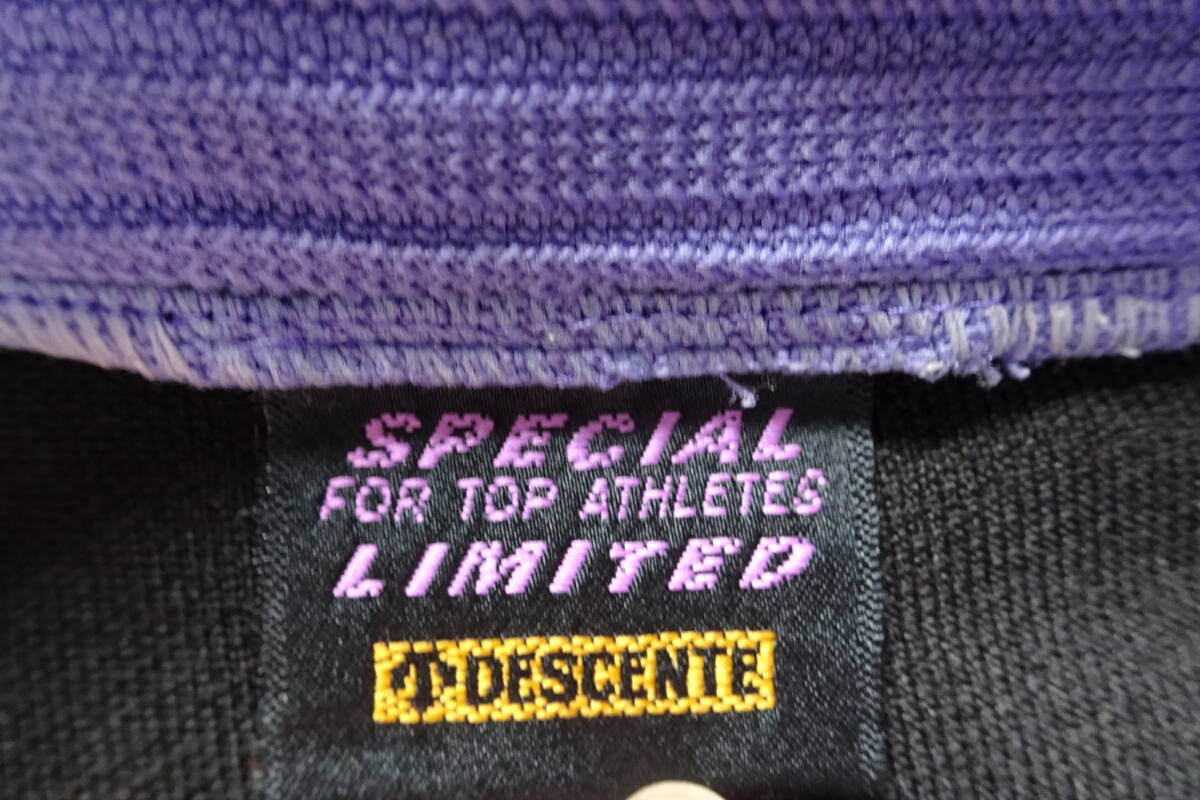 SPECIAL
FOR TOP ATHLETES
LIMITED
DESCENTE